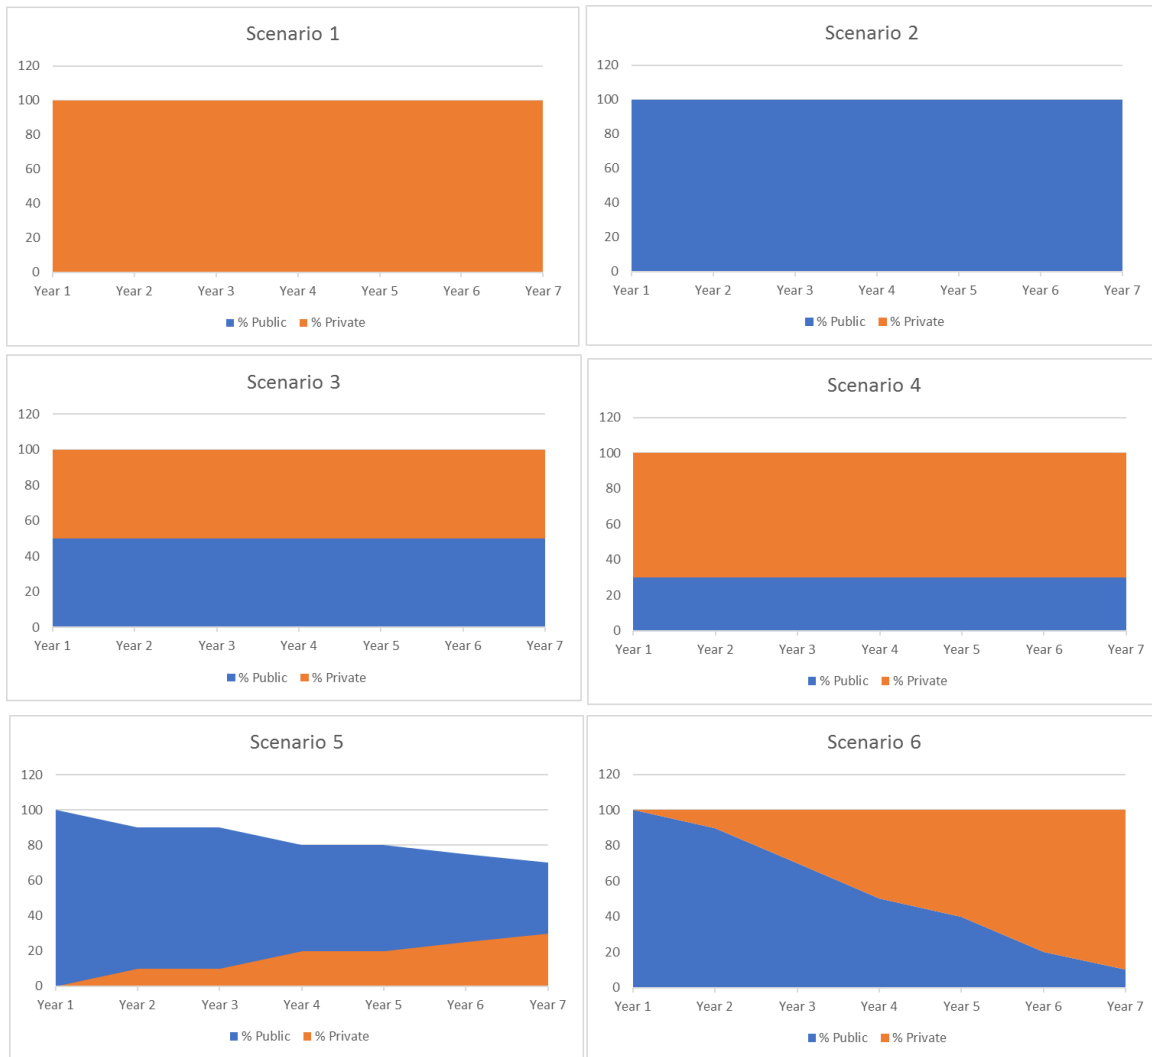 Scenario 1
120
100
80
60
40
20
0
Year 1 Year 2 Year 3 Year 4 Year 5 Year 6 Year 7
% Public % Private
Scenario 2
120
100
80
60
40
20
0
Year 1 Year 2 Year 3 Year 4 Year 5 Year 6 Year 7
% Public % Private
Scenario 3
120
100
80
60
40
20
0
Year 1 Year 2 Year 3 Year 4 Year 5 Year 6 Year 7
% Public % Private
Scenario 4
120
100
80
60
40
20
0
Year 1 Year 2 Year 3 Year 4 Year 5 Year 6 Year 7
% Public % Private
Scenario 5
120
100
80
60
40
20
0
Year 1 Year 2 Year 3 Year 4 Year 5 Year 6 Year 7
% Public % Private
Scenario 6
120
100
80
60
40
20
0
Year 1 Year 2 Year 3 Year 4 Year 5 Year 6 Year 7
% Public % Private